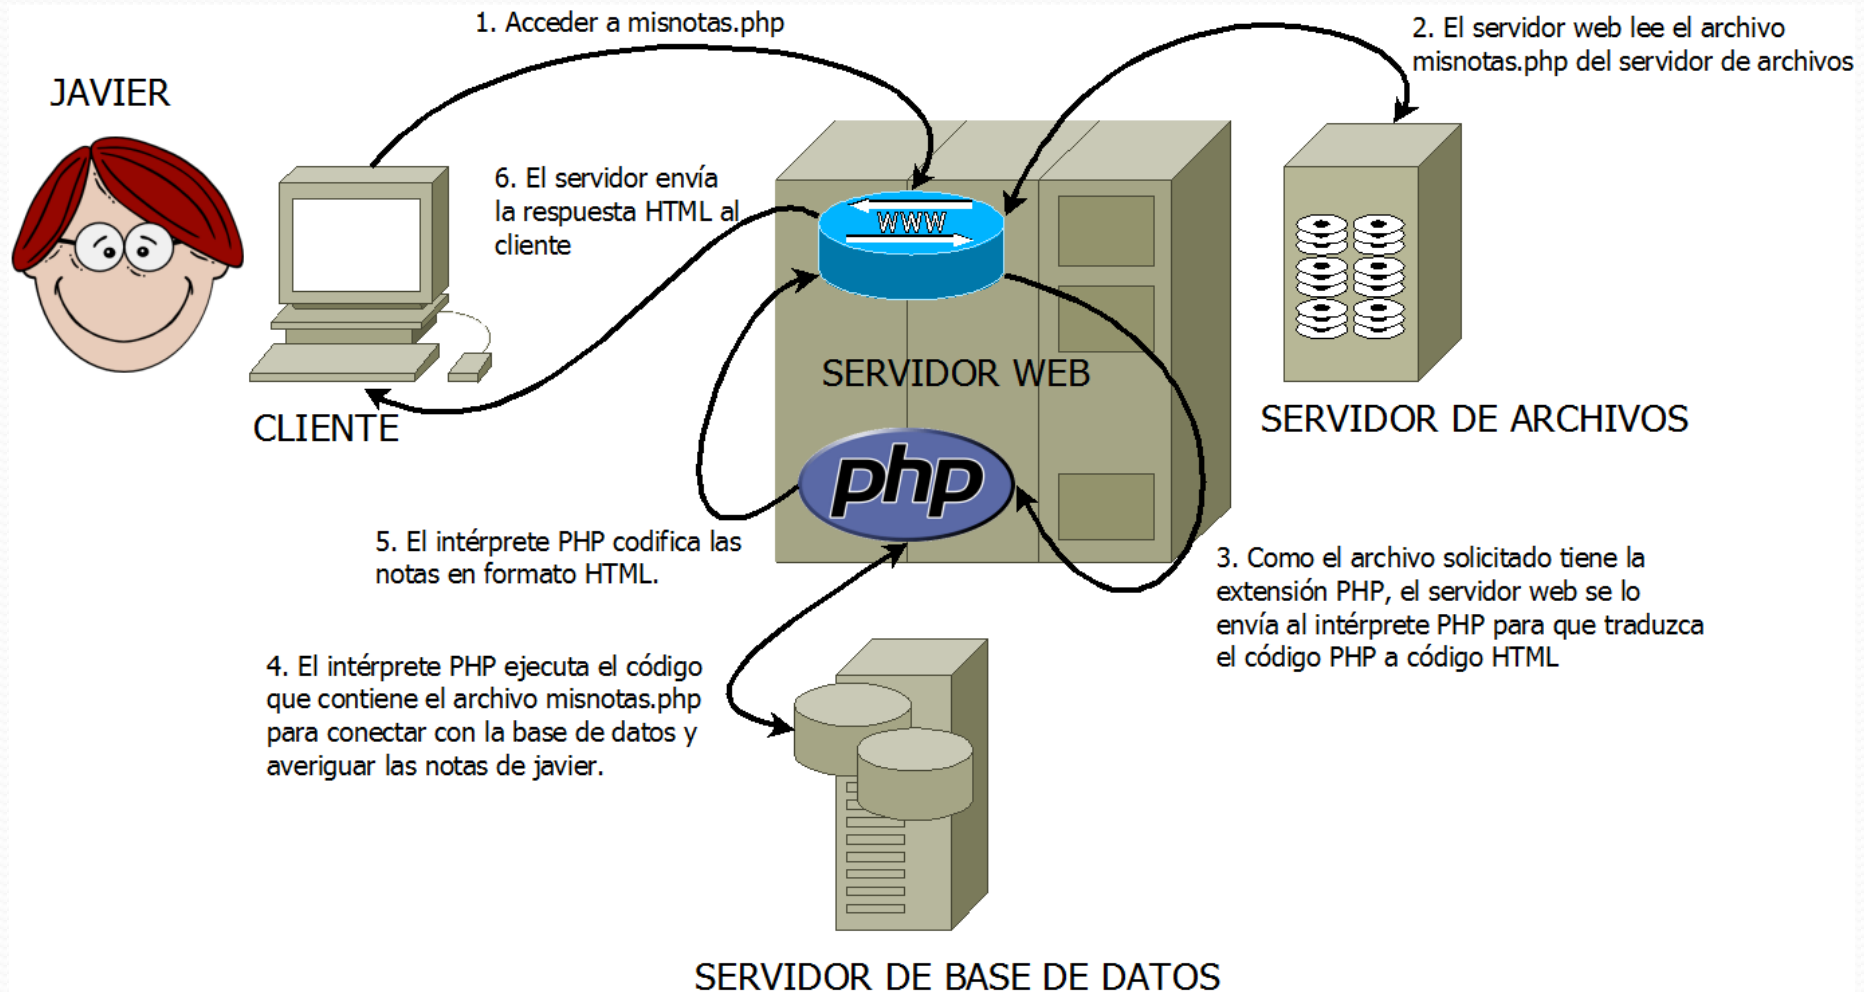 1. Acceder a misnotas.php
2. El servidor web lee el archivo
misnotas.php del servidor de archivos
JAVIER
6. El servidor envía
la respuesta HTML al
cliente
WWW
SERVIDOR WEB
CLIENTE
SERVIDOR DE ARCHIVOS
php
5. El intérprete PHP codifica las
notas en formato HTML.
3. Como el archivo solicitado tiene la
extensión PHP, el servidor web se lo
envía al intérprete PHP para que traduzca
el código PHP a código HTML
4. El intérprete PHP ejecuta el código
que contiene el archivo misnotas.php
para conectar con la base de datos y
averiguar las notas de javier.
SERVIDOR DE BASE DE DATOS